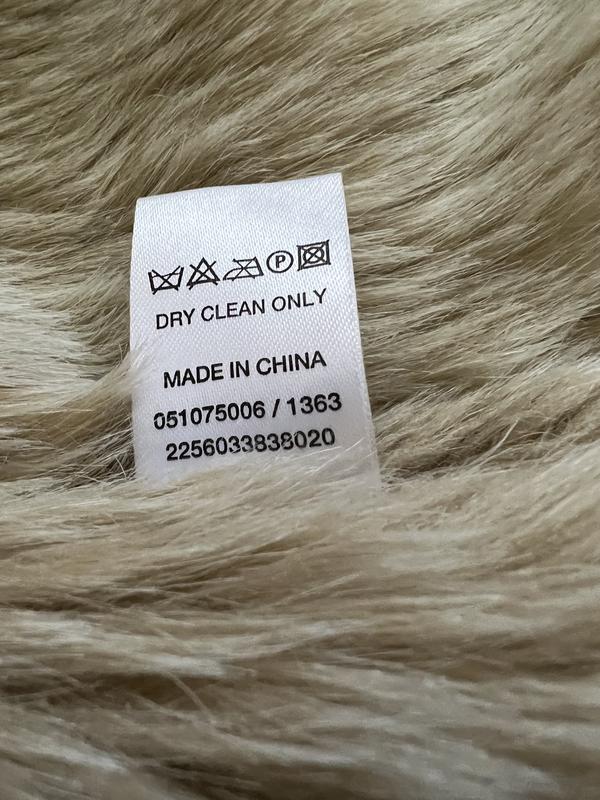 P
DRY CLEAN ONLY
MADE IN CHINA
051075006 / 1363
2256033838020